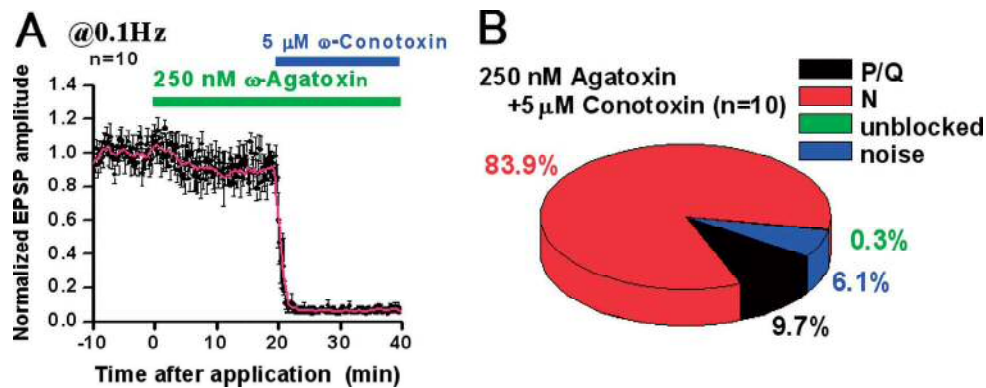 A
@0.1Hz
n=10
5 μM ω-Conotoxin
250 nM ω-Agatoxin
Normalized EPSP amplitude
1.4
1.2
1.0
0.8
0.6
0.4
0.2
0.0
-10 0 10 20 30 40
Time after application (min)
B
250 nM Agatoxin
+5 μM Conotoxin (n=10)
P/Q
N
unblocked
noise
83.9%
0.3%
6.1%
9.7%